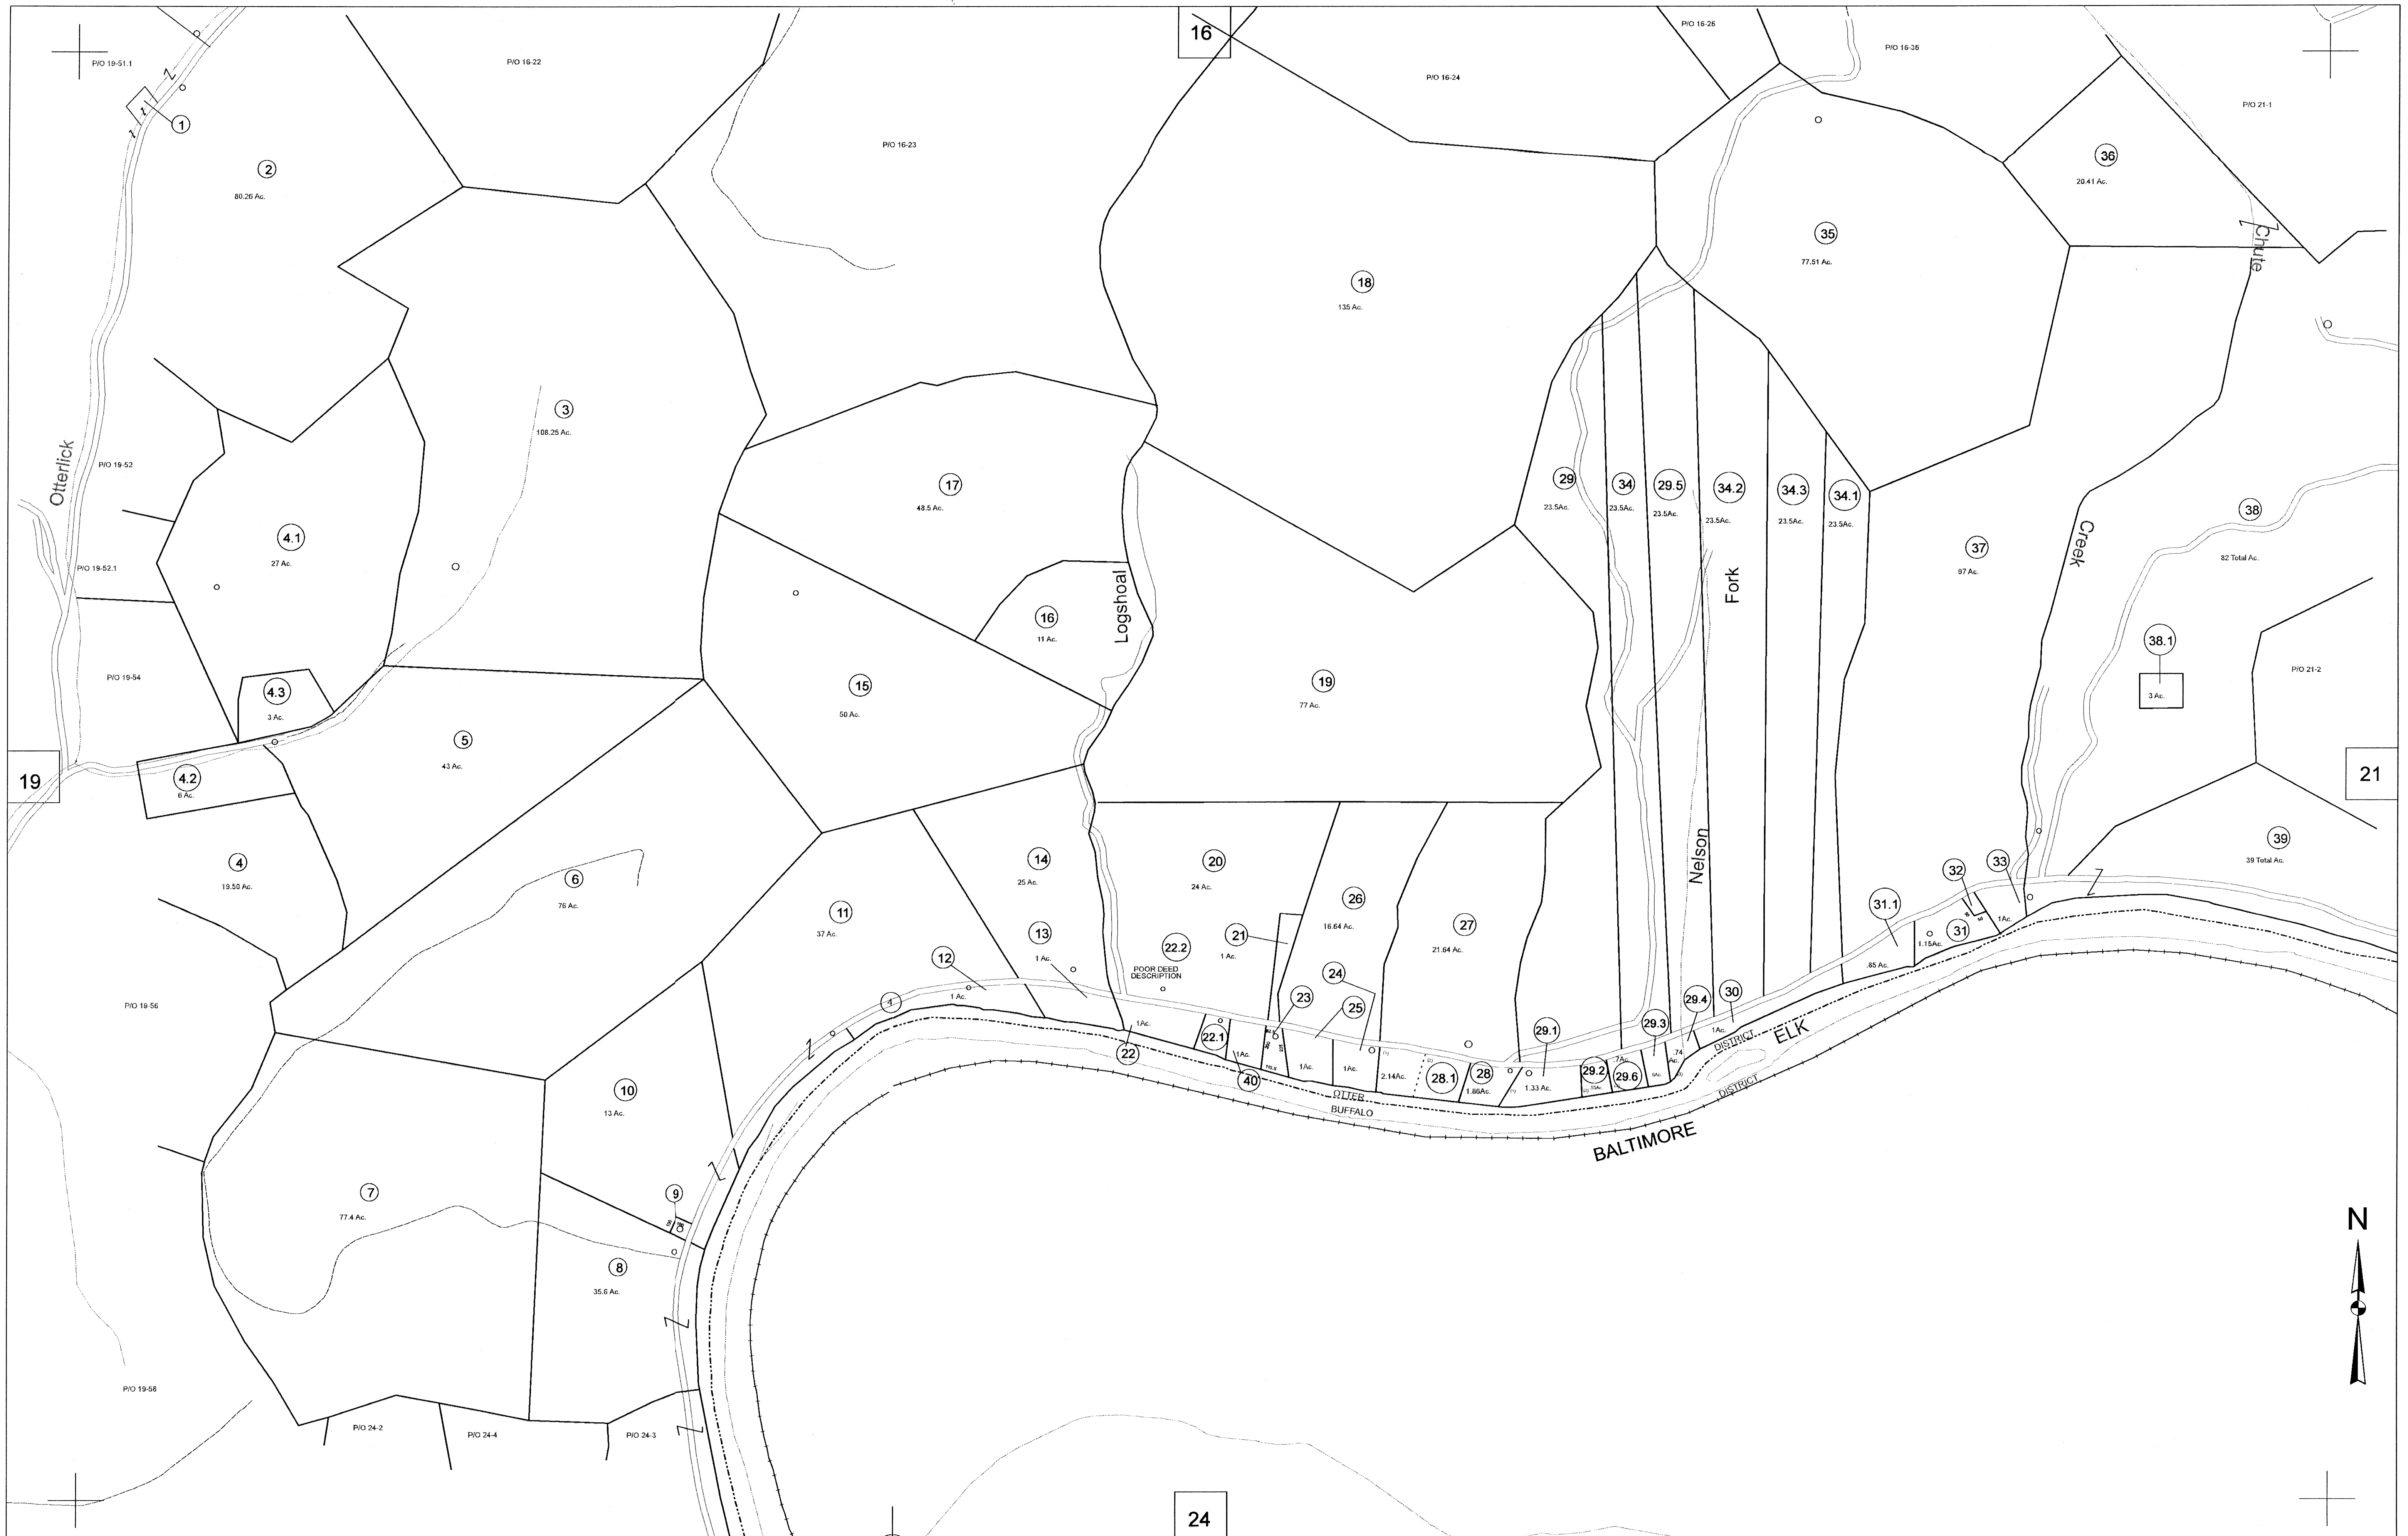 16
P/O 19-51.1
P/O 16-22
P/O 16-23
P/O 16-24
P/O 16-26
P/O 16-36
P/O 21-1
1
2
80.26 Ac.
3
108.25 Ac.
18
135 Ac.
35
77.51 Ac.
36
20.41 Ac.
Chute
Otterlick
P/O 19-52
P/O 19-52.1
P/O 19-54
4.1
27 Ac.
4.3
3 Ac.
17
48.5 Ac.
16
11 Ac.
Logshoal
15
50 Ac.
19
77 Ac.
29
23.5Ac.
34
23.5Ac.
29.5
23.5Ac.
34.2
23.5Ac.
34.3
23.5Ac.
34.1
23.5Ac.
Fork
37
97 Ac.
Creek
38
82 Total Ac.
38.1
3 Ac.
P/O 21-2
19
21
4.2
6 Ac.
5
43 Ac.
4
19.50 Ac.
6
76 Ac.
11
37 Ac.
14
25 Ac.
13
1 Ac.
12
1 Ac.
4
20
24 Ac.
22.2
POOR DEED
DESCRIPTION
21
1 Ac.
26
16.64 Ac.
27
21.64 Ac.
24
23
25
Nelson
39
39 Total Ac.
33
32
1Ac.
31
1.15Ac.
31.1
.85 Ac.
30
1Ac.
29.4
.74
Ac.
29.3
29.1
1.33 Ac.
29.2
.55Ac.
29.6
.7Ac.
28
1.86Ac.
28.1
2.14Ac.
1Ac.
1Ac.
1Ac.
40
22.1
1Ac.
22
OTTER
DISTRICT
BUFFALO
DISTRICT
ELK
BALTIMORE
P/O 19-56
10
13 Ac.
9
7
77.4 Ac.
8
35.6 Ac.
P/O 19-58
P/O 24-2
P/O 24-4
P/O 24-3
N
24